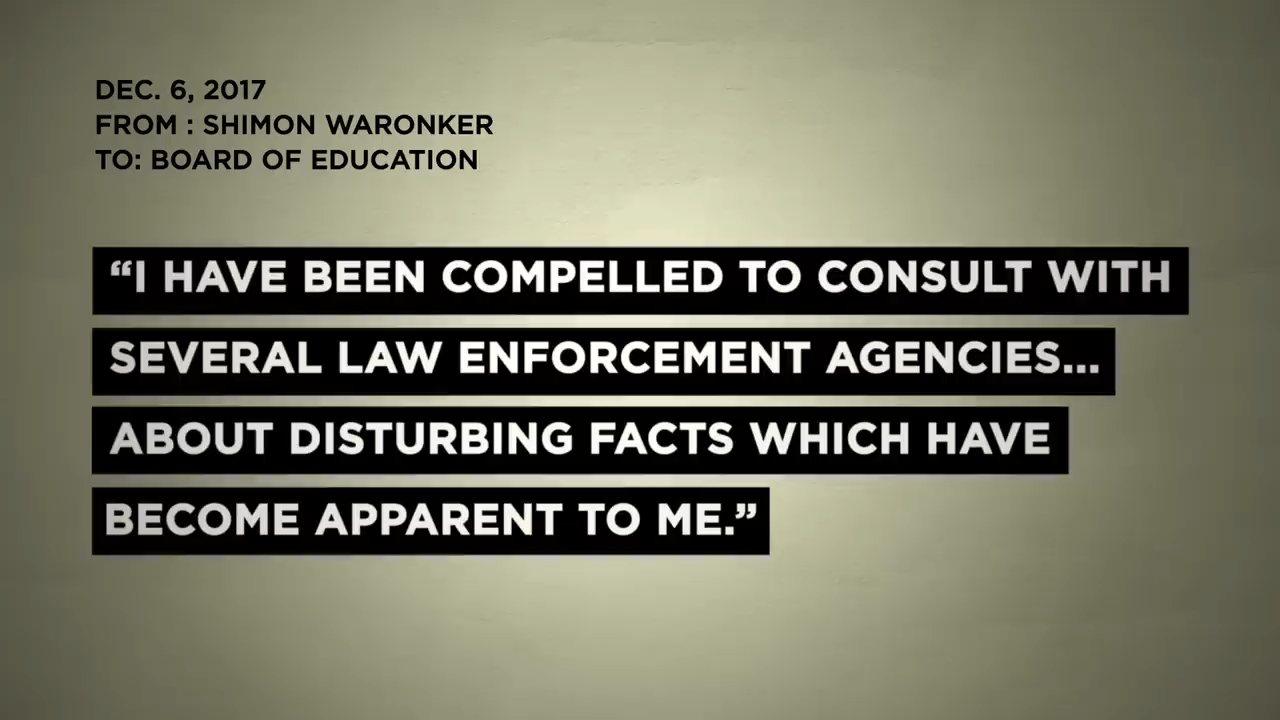 DEC. 6, 2017
FROM : SHIMON WARONKER
TO: BOARD OF EDUCATION
“I HAVE BEEN COMPELLED TO CONSULT WITH
SEVERAL LAW ENFORCEMENT AGENCIES...
ABOUT DISTURBING FACTS WHICH HAVE
BECOME APPARENT TO ME.”